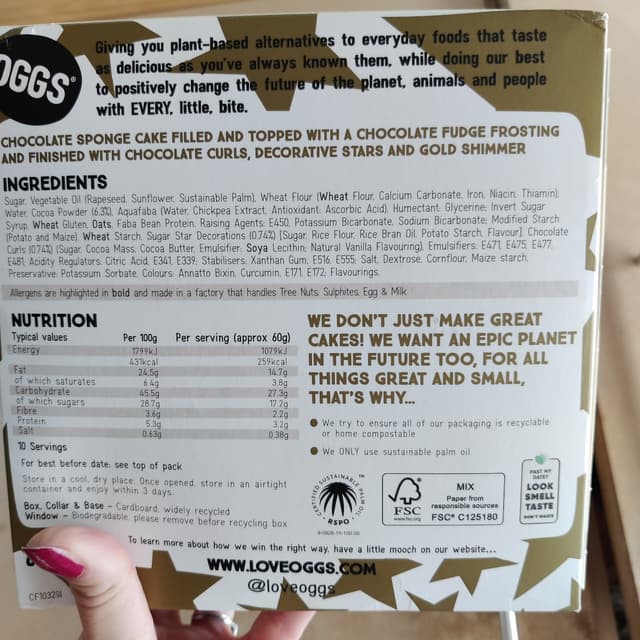 OGGS®
Giving you plant-based alternatives to everyday foods that taste
as delicious as you've always known them, while doing our best
to positively change the future of the planet, animals and people
with EVERY, little, bite.
CHOCOLATE SPONGE CAKE FILLED AND TOPPED WITH A CHOCOLATE FUDGE FROSTING
AND FINISHED WITH CHOCOLATE CURLS, DECORATIVE STARS AND GOLD SHIMMER
INGREDIENTS
Sugar, Vegetable Oil (Rapeseed, Sunflower, Sustainable Palm), Wheat Flour (Wheat Flour, Calcium Carbonate, Iron, Niacin, Thiamin),
Water, Cocoa Powder (6.3%), Aquafaba (Water, Chickpea Extract, Antioxidant: Ascorbic Acid), Humectant: Glycerine; Invert Sugar
Syrup, Wheat Gluten, Oats, Faba Bean Protein, Raising Agents: E450, Potassium Bicarbonate, Sodium Bicarbonate; Modified Starch
(Potato and Maize), Wheat Starch, Sugar Star Decorations (0.74%) [Sugar, Rice Flour, Rice Bran Oil, Potato Starch, Flavour], Chocolate
Curls (0.74%) (Sugar, Cocoa Mass, Cocoa Butter, Emulsifier: Soya Lecithin; Natural Vanilla Flavouring), Emulsifiers: E471, E475, E477,
E481; Acidity Regulators: Citric Acid, E341, E339; Stabilisers: Xanthan Gum, E516, E555; Salt, Dextrose, Cornflour, Maize starch,
Preservative: Potassium Sorbate, Colours: Annatto Bixin, Curcumin, E171, E172, Flavourings.
Allergens are highlighted in bold and made in a factory that handles Tree Nuts, Sulphites, Egg & Milk
NUTRITION
Typical values Per 100g Per serving (approx 60g)
Energy 1799kJ 1079kJ
431kcal 259kcal
Fat 24.5g 14.7g
of which saturates 6.4g 3.8g
Carbohydrate 45.5g 27.3g
of which sugars 28.7g 17.2g
Fibre 3.6g 2.2g
Protein 5.3g 3.2g
Salt 0.63g 0.38g
10 Servings
For best before date: see top of pack
Store in a cool, dry place. Once opened, store in an airtight
container and enjoy within 3 days.
Box, Collar & Base - Cardboard, widely recycled
Window - Biodegradable, please remove before recycling box
WE DON'T JUST MAKE GREAT
CAKES! WE WANT AN EPIC PLANET
IN THE FUTURE TOO, FOR ALL
THINGS GREAT AND SMALL,
THAT'S WHY...
We try to ensure all of our packaging is recyclable
or home compostable
We ONLY use sustainable palm oil
CERTIFIED SUSTAINABLE PALM OIL
RSPO
FSC
www.fsc.org
MIX
Paper from
responsible sources
FSC® C125180
PAST MY
DATE?
LOOK
SMELL
TASTE
DON'T WASTE
To learn more about how we win the right way, have a little mooch on our website...
WWW.LOVEOGGS.COM
@loveoggs